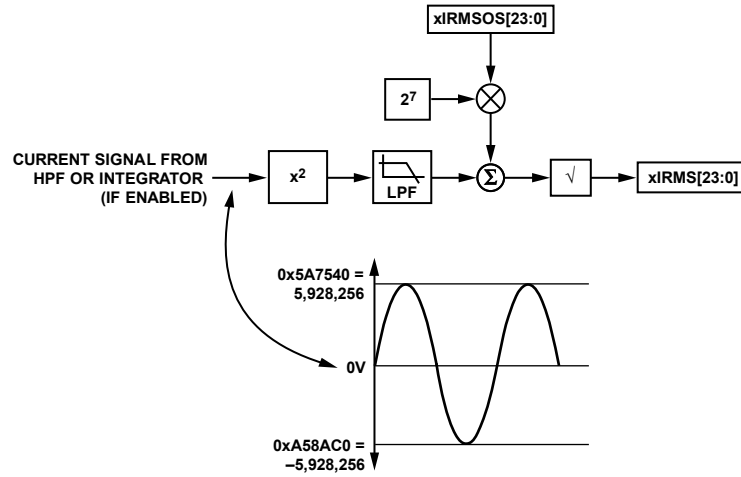 xIRMSOS[23:0]
2⁷
CURRENT SIGNAL FROM
HPF OR INTEGRATOR
(IF ENABLED)
x²
LPF
Σ
√
xIRMS[23:0]
0x5A7540 =
5,928,256
0V
0xA58AC0 =
–5,928,256